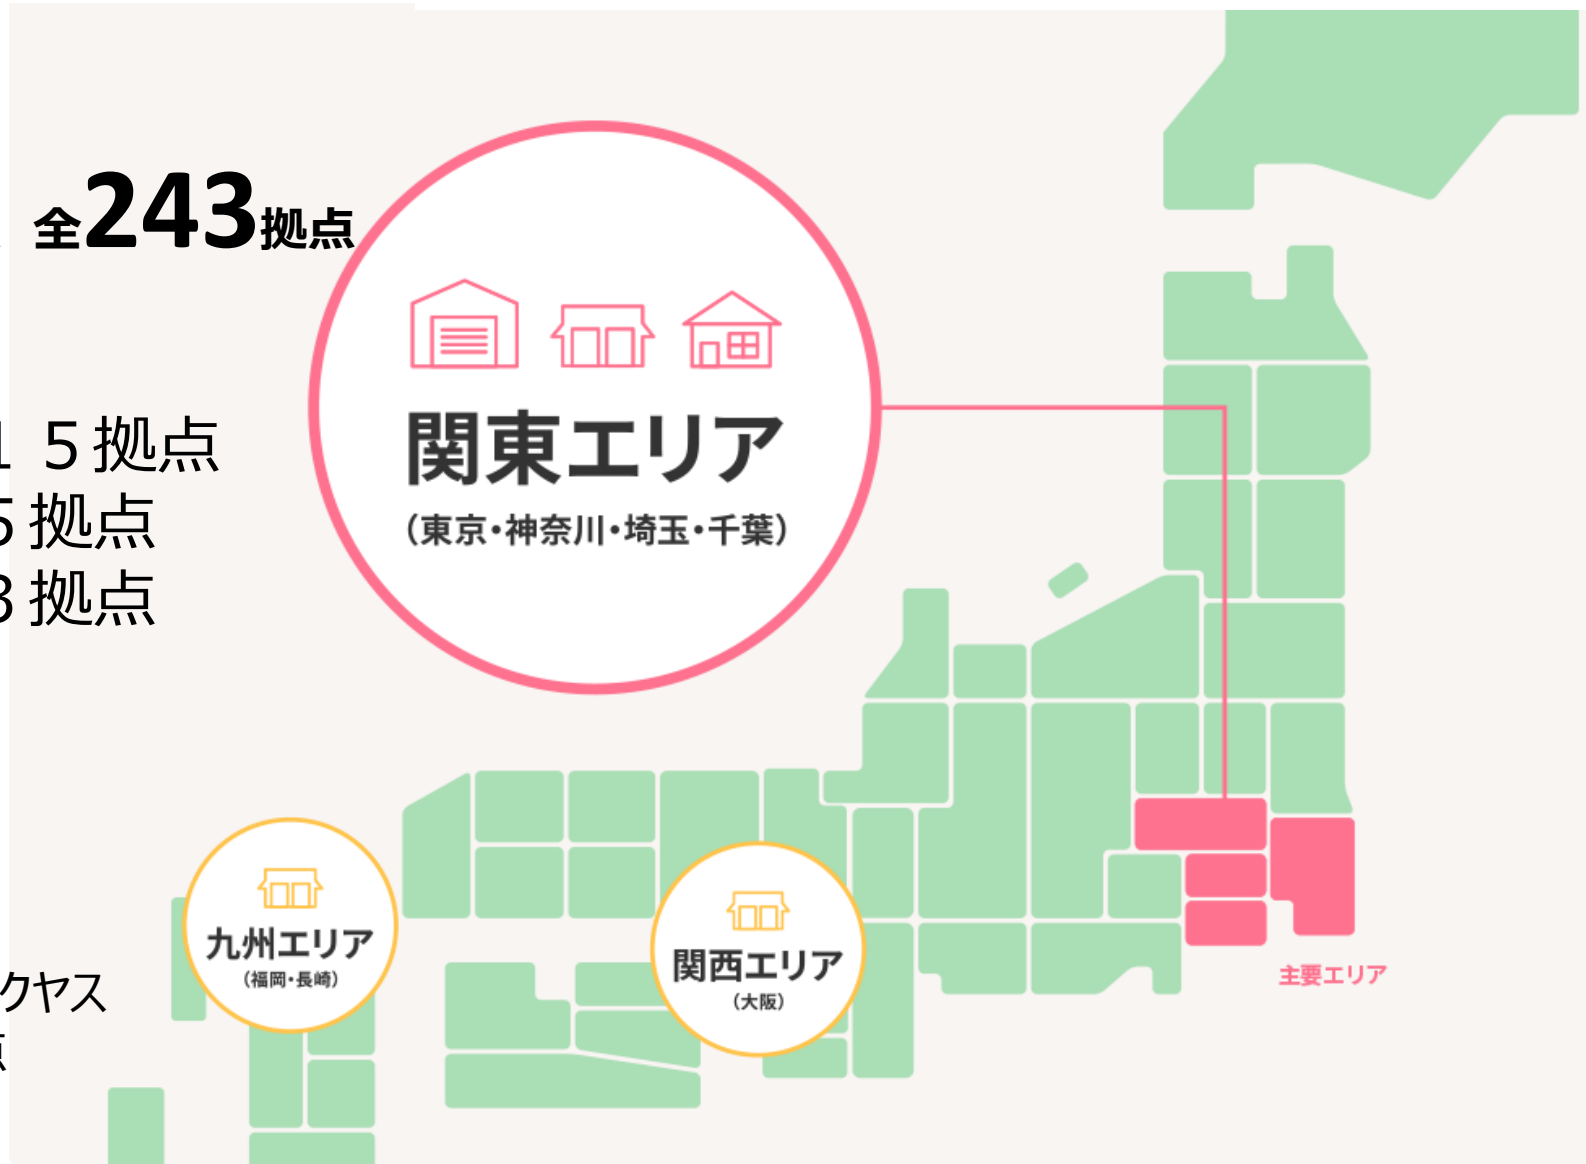 全243拠点
１５拠点
5拠点
拠点
関東エリア
（東京・神奈川・埼玉・千葉）
九州エリア
（福岡・長崎）
関西エリア
（大阪）
主要エリア
クヤス